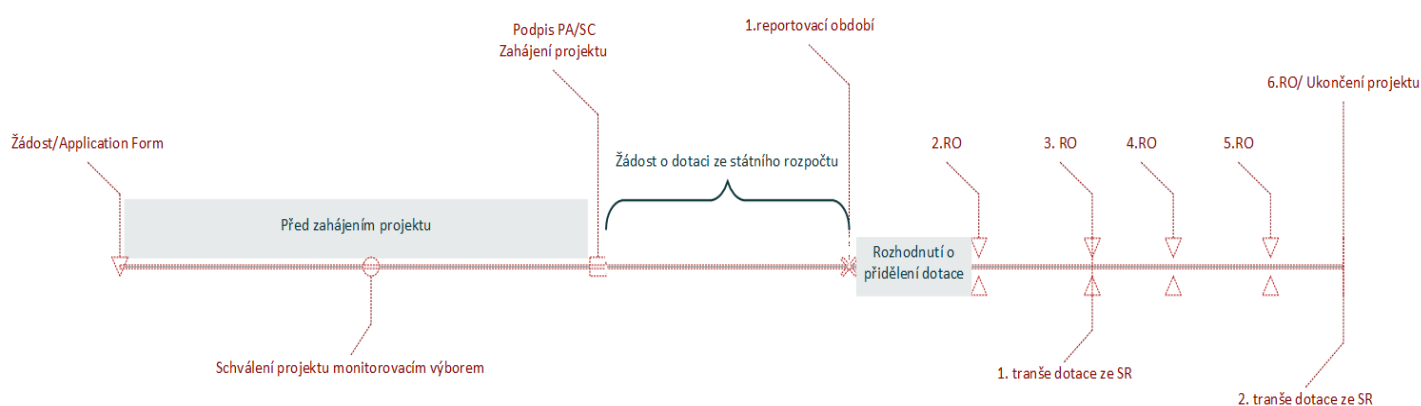 Podpis PA/SC
Zahájení projektu
1.reportovací období
6.RO/ Ukončení projektu
Žádost/Application Form
2.RO
3. RO
4.RO
5.RO
Žádost o dotaci ze státního rozpočtu
Před zahájením projektu
Rozhodnutí o
přidělení dotace
Schválení projektu monitorovacím výborem
1. tranše dotace ze SR
2. tranše dotace ze SR